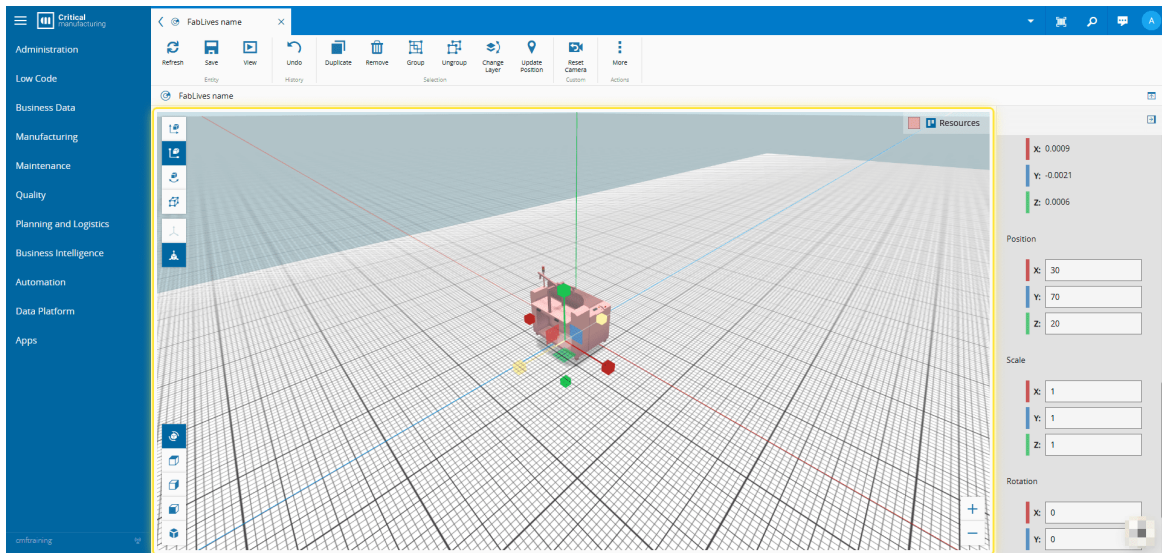 Critical
manufacturing
FabLives name
A
Administration
Low Code
Business Data
Manufacturing
Maintenance
Quality
Planning and Logistics
Business Intelligence
Automation
Data Platform
Apps
cmftraining
Refresh
Save
View
Undo
Duplicate
Remove
Group
Ungroup
Change
Layer
Update
Position
Reset
Camera
More
Entity
History
Selection
Custom
Actions
FabLives name
Resources
X: 0.0009
Y: -0.0021
Z: 0.0006
Position
X: 30
Y: 70
Z: 20
Scale
X: 1
Y: 1
Z: 1
Rotation
X: 0
Y: 0